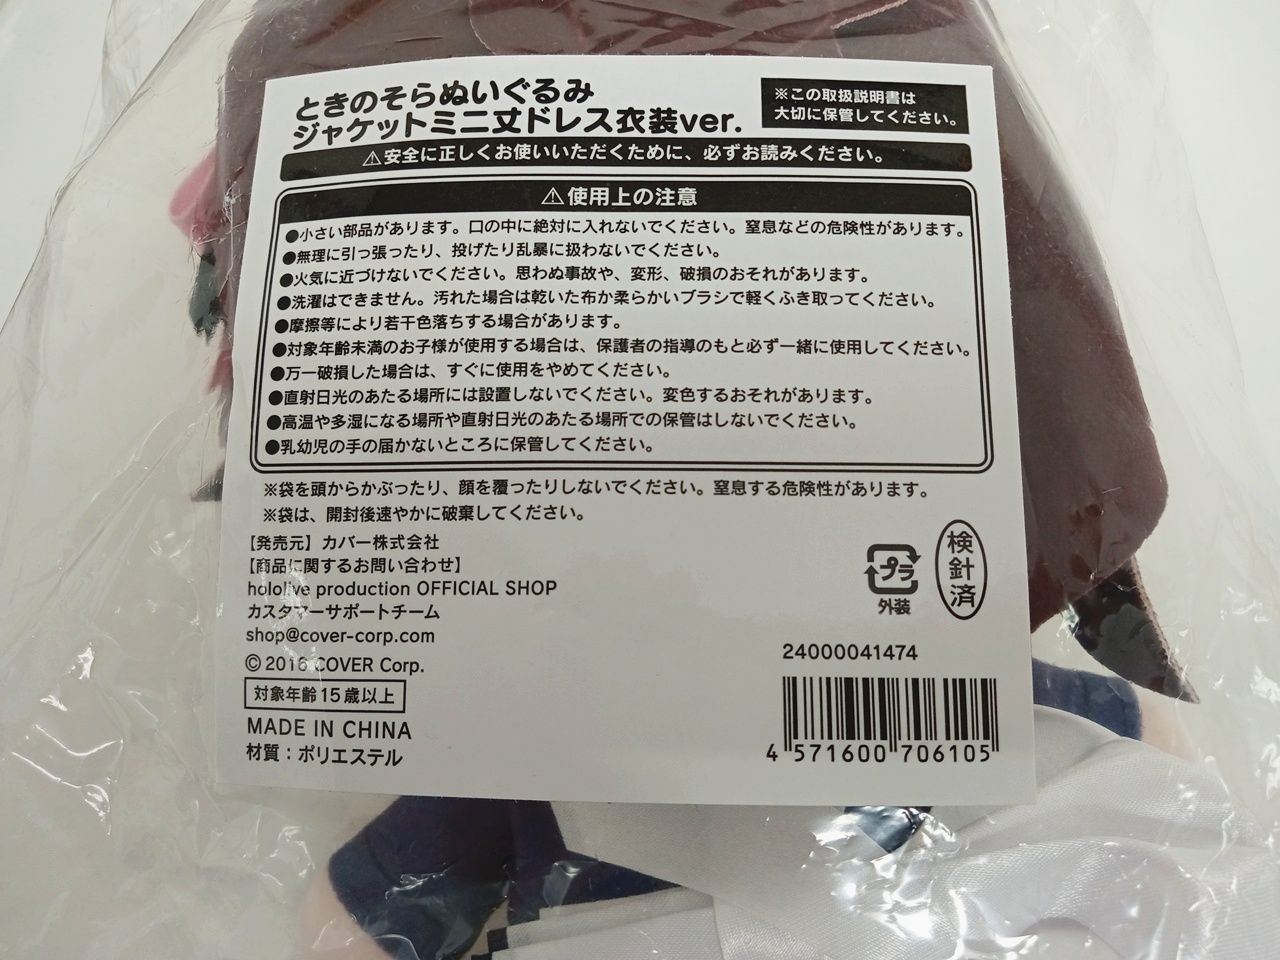 ときのそらぬいぐるみ
ジャケットミニ丈ドレス衣装ver.
※この取扱説明書は
大切に保管してください。
⚠安全に正しくお使いいただくために、必ずお読みください。
⚠使用上の注意
●小さい部品があります。口の中に絶対に入れないでください。窒息などの危険性があります。
●無理に引っ張ったり、投げたり乱暴に扱わないでください。
●火気に近づけないでください。思わぬ事故や、変形、破損のおそれがあります。
●洗濯はできません。汚れた場合は乾いた布か柔らかいブラシで軽くふき取ってください。
●摩擦等により若干色落ちする場合があります。
●対象年齢未満のお子様が使用する場合は、保護者の指導のもと必ず一緒に使用してください。
●万一破損した場合は、すぐに使用をやめてください。
●直射日光のあたる場所には設置しないでください。変色するおそれがあります。
●高温や多湿になる場所や直射日光のあたる場所での保管はしないでください。
●乳幼児の手の届かないところに保管してください。
※袋を頭からかぶったり、顔を覆ったりしないでください。窒息する危険性があります。
※袋は、開封後速やかに破棄してください。
【発売元】カバー株式会社
【商品に関するお問い合わせ】
hololive production OFFICIAL SHOP
カスタマーサポートチーム
shop@cover-corp.com
© 2016 COVER Corp.
対象年齢15歳以上
MADE IN CHINA
材質：ポリエステル
プラ
外装
検針済
24000041474
4 571600 706105